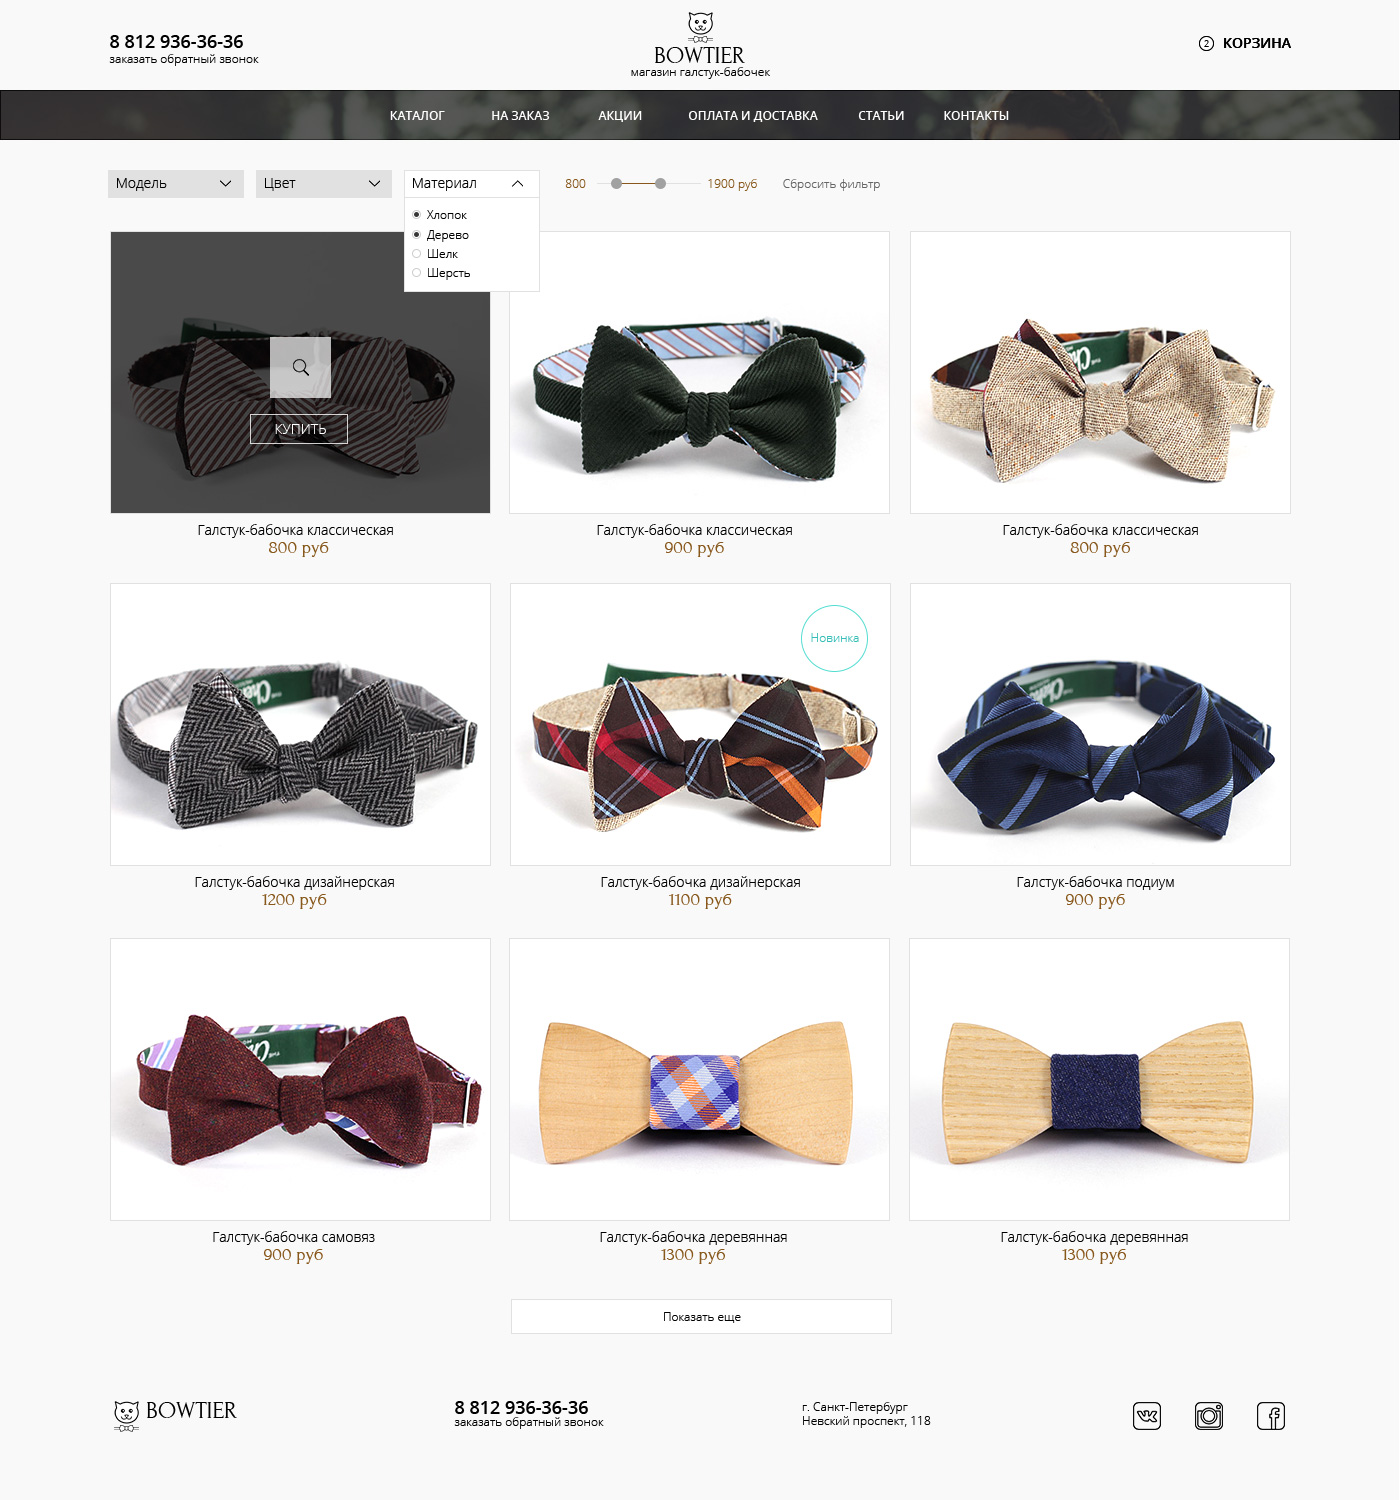 8 812 936-36-36
заказать обратный звонок
BOWTIER
магазин галстук-бабочек
2 КОРЗИНА
КАТАЛОГ НА ЗАКАЗ АКЦИИ ОПЛАТА И ДОСТАВКА СТАТЬИ КОНТАКТЫ
Модель Цвет Материал 800 1900 руб Сбросить фильтр
Хлопок
Дерево
Шелк
Шерсть
КУПИТЬ
Галстук-бабочка классическая
800 руб
Галстук-бабочка классическая
900 руб
Галстук-бабочка классическая
800 руб
Новинка
Галстук-бабочка дизайнерская
1200 руб
Галстук-бабочка дизайнерская
1100 руб
Галстук-бабочка подиум
900 руб
Галстук-бабочка самовяз
900 руб
Галстук-бабочка деревянная
1300 руб
Галстук-бабочка деревянная
1300 руб
Показать еще
BOWTIER
8 812 936-36-36
заказать обратный звонок
г. Санкт-Петербург
Невский проспект, 118